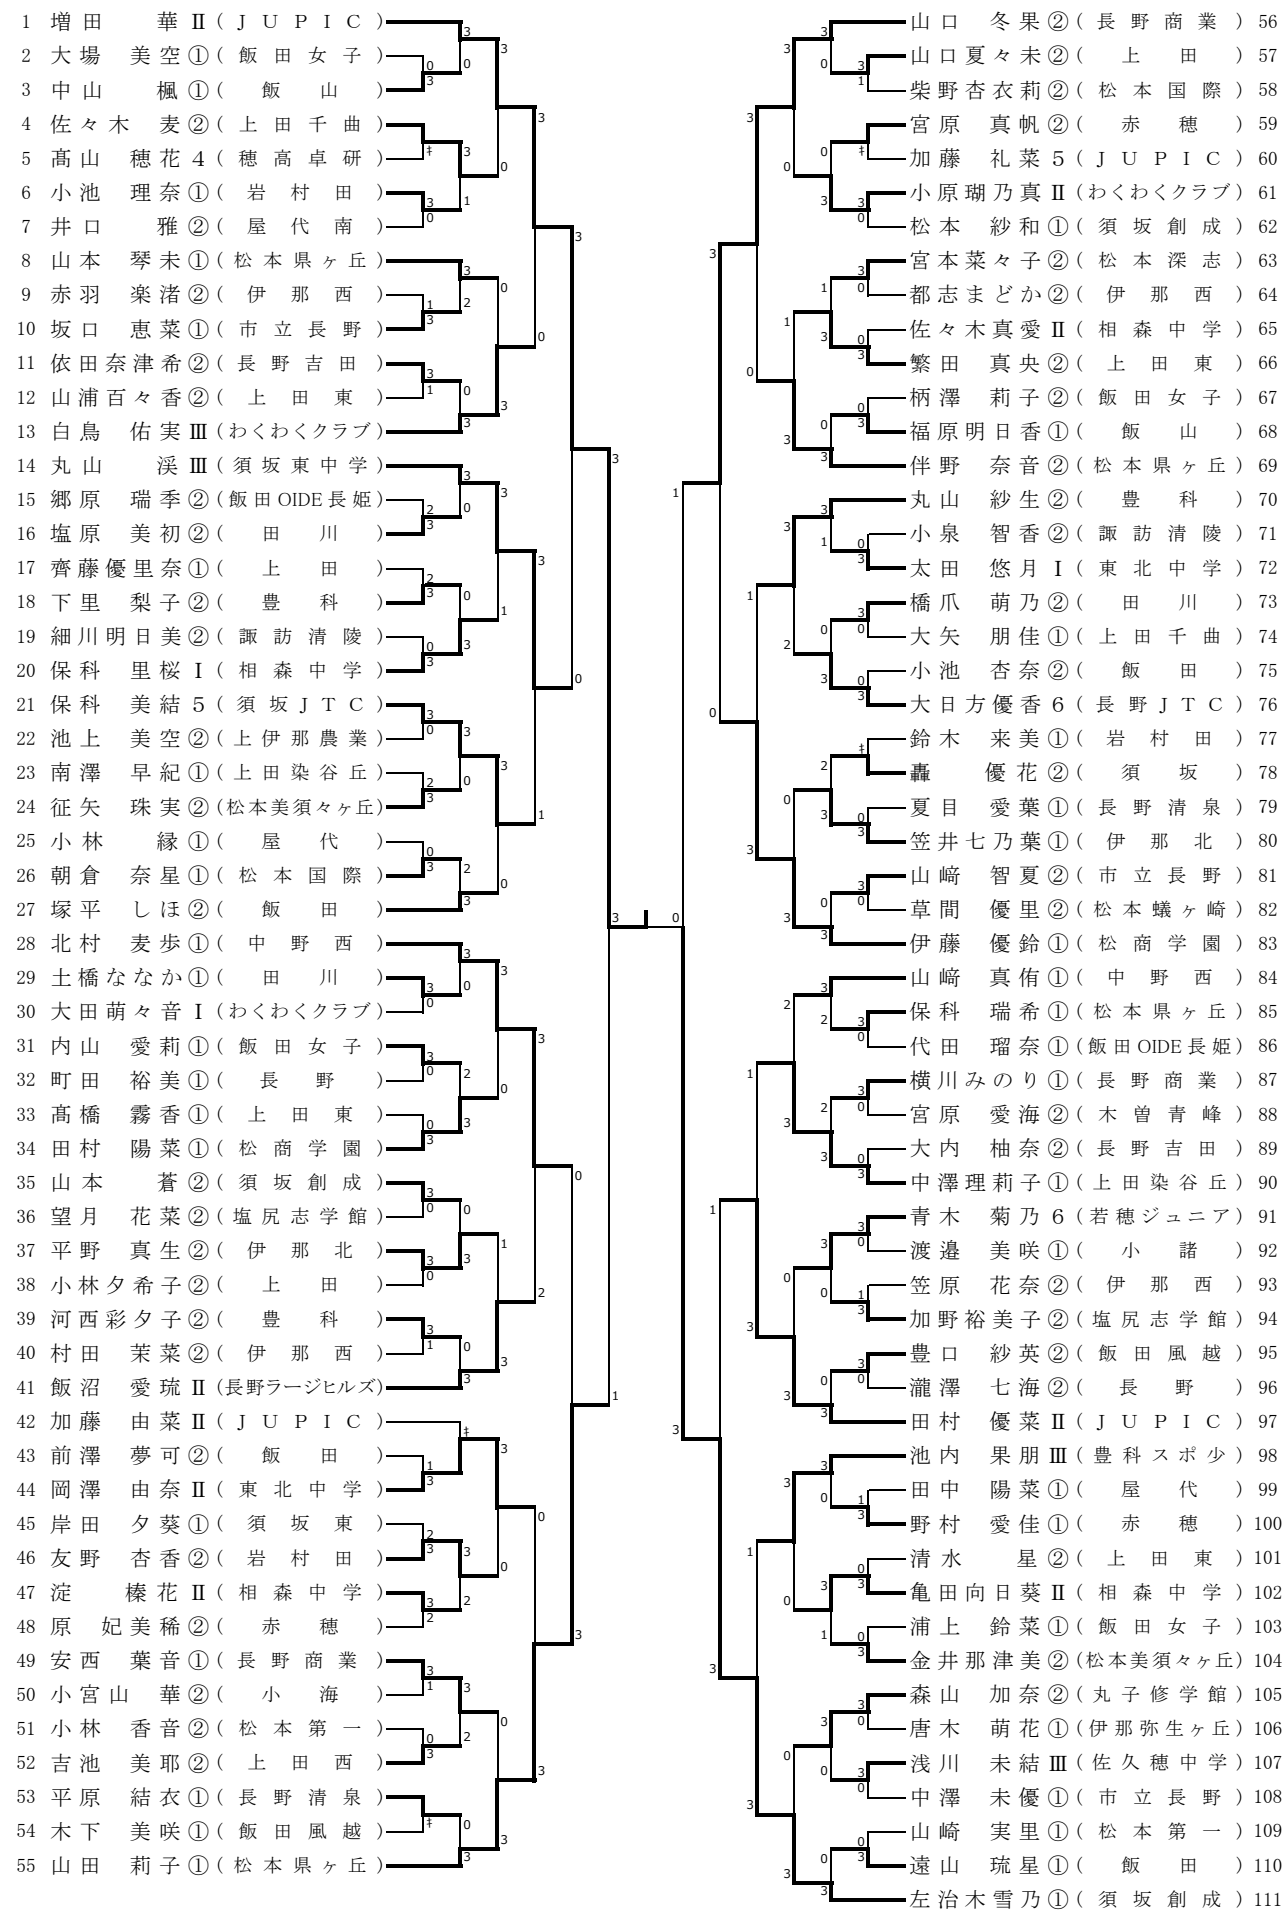 1 増田 華Ⅱ(JUPIC)
2 大場 美空①(飯田女子)
3 中山 楓①(飯山)
4 佐々木 麦②(上田千曲)
5 髙山 穂花4(穂高卓研)
6 小池 理奈①(岩村田)
7 井口 雅②(屋代南)
8 山本 琴未①(松本県ヶ丘)
9 赤羽 楽渚②(伊那西)
10 坂口 恵菜①(市立長野)
11 依田奈津希②(長野吉田)
12 山浦百々香②(上田東)
13 白鳥 佑実Ⅲ(わくわくクラブ)
14 丸山 渓Ⅲ(須坂東中学)
15 郷原 瑞季②(飯田OIDE長姫)
16 塩原 美初②(田川)
17 齊藤優里奈①(上田)
18 下里 梨子②(豊科)
19 細川明日美②(諏訪清陵)
20 保科 里桜Ⅰ(相森中学)
21 保科 美結5(須坂JTC)
22 池上 美空②(上伊那農業)
23 南澤 早紀①(上田染谷丘)
24 征矢 珠実②(松本美須々ヶ丘)
25 小林 縁①(屋代)
26 朝倉 奈星①(松本国際)
27 塚平 しほ②(飯田)
28 北村 麦歩①(中野西)
29 土橋ななか①(田川)
30 大田萌々音Ⅰ(わくわくクラブ)
31 内山 愛莉①(飯田女子)
32 町田 裕美①(長野)
33 髙橋 霧香①(上田東)
34 田村 陽菜①(松商学園)
35 山本 蒼②(須坂創成)
36 望月 花菜②(塩尻志学館)
37 平野 真生②(伊那北)
38 小林夕希子②(上田)
39 河西彩夕子②(豊科)
40 村田 茉菜②(伊那西)
41 飯沼 愛琉Ⅱ(長野ラージヒルズ)
42 加藤 由菜Ⅱ(JUPIC)
43 前澤 夢可②(飯田)
44 岡澤 由奈Ⅱ(東北中学)
45 岸田 夕葵①(須坂東)
46 友野 杏香②(岩村田)
47 淀 榛花Ⅱ(相森中学)
48 原 妃美稀②(赤穂)
49 安西 葉音①(長野商業)
50 小宮山 華②(小海)
51 小林 香音②(松本第一)
52 吉池 美耶②(上田西)
53 平原 結衣①(長野清泉)
54 木下 美咲①(飯田風越)
55 山田 莉子①(松本県ヶ丘)
山口 冬果②(長野商業) 56
山口夏々未②(上田) 57
柴野杏衣莉②(松本国際) 58
宮原 真帆②(赤穂) 59
加藤 礼菜5(JUPIC) 60
小原瑚乃真Ⅱ(わくわくクラブ) 61
松本 紗和①(須坂創成) 62
宮本菜々子②(松本深志) 63
都志まどか②(伊那西) 64
佐々木真愛Ⅱ(相森中学) 65
繁田 真央②(上田東) 66
柄澤 莉子②(飯田女子) 67
福原明日香①(飯山) 68
伴野 奈音②(松本県ヶ丘) 69
丸山 紗生②(豊科) 70
小泉 智香②(諏訪清陵) 71
太田 悠月Ⅰ(東北中学) 72
橋爪 萌乃②(田川) 73
大矢 朋佳①(上田千曲) 74
小池 杏奈②(飯田) 75
大日方優香6(長野JTC) 76
鈴木 来美①(岩村田) 77
轟 優花②(須坂) 78
夏目 愛葉①(長野清泉) 79
笠井七乃葉①(伊那北) 80
山﨑 智夏②(市立長野) 81
草間 優里②(松本蟻ヶ崎) 82
伊藤 優鈴①(松商学園) 83
山﨑 真侑①(中野西) 84
保科 瑞希①(松本県ヶ丘) 85
代田 瑠奈①(飯田OIDE長姫) 86
横川みのり①(長野商業) 87
宮原 愛海②(木曽青峰) 88
大内 柚奈②(長野吉田) 89
中澤理莉子①(上田染谷丘) 90
青木 菊乃6(若穂ジュニア) 91
渡邉 美咲①(小諸) 92
笠原 花奈②(伊那西) 93
加野裕美子②(塩尻志学館) 94
豊口 紗英②(飯田風越) 95
瀧澤 七海②(長野) 96
田村 優菜Ⅱ(JUPIC) 97
池内 果朋Ⅲ(豊科スポ少) 98
田中 陽菜①(屋代) 99
野村 愛佳①(赤穂) 100
清水 星②(上田東) 101
亀田向日葵Ⅱ(相森中学) 102
浦上 鈴菜①(飯田女子) 103
金井那津美②(松本美須々ヶ丘) 104
森山 加奈②(丸子修学館) 105
唐木 萌花①(伊那弥生ヶ丘) 106
浅川 未結Ⅲ(佐久穂中学) 107
中澤 未優①(市立長野) 108
山崎 実里①(松本第一) 109
遠山 琉星①(飯田) 110
左治木雪乃①(須坂創成) 111